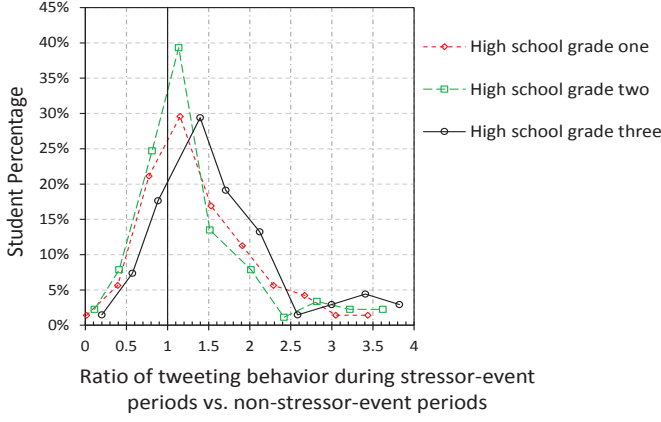 45%
40%
35%
30%
25%
20%
15%
10%
5%
0%
Student Percentage
0 0.5 1 1.5 2 2.5 3 3.5 4
Ratio of tweeting behavior during stressor-event
periods vs. non-stressor-event periods
High school grade one
High school grade two
High school grade three